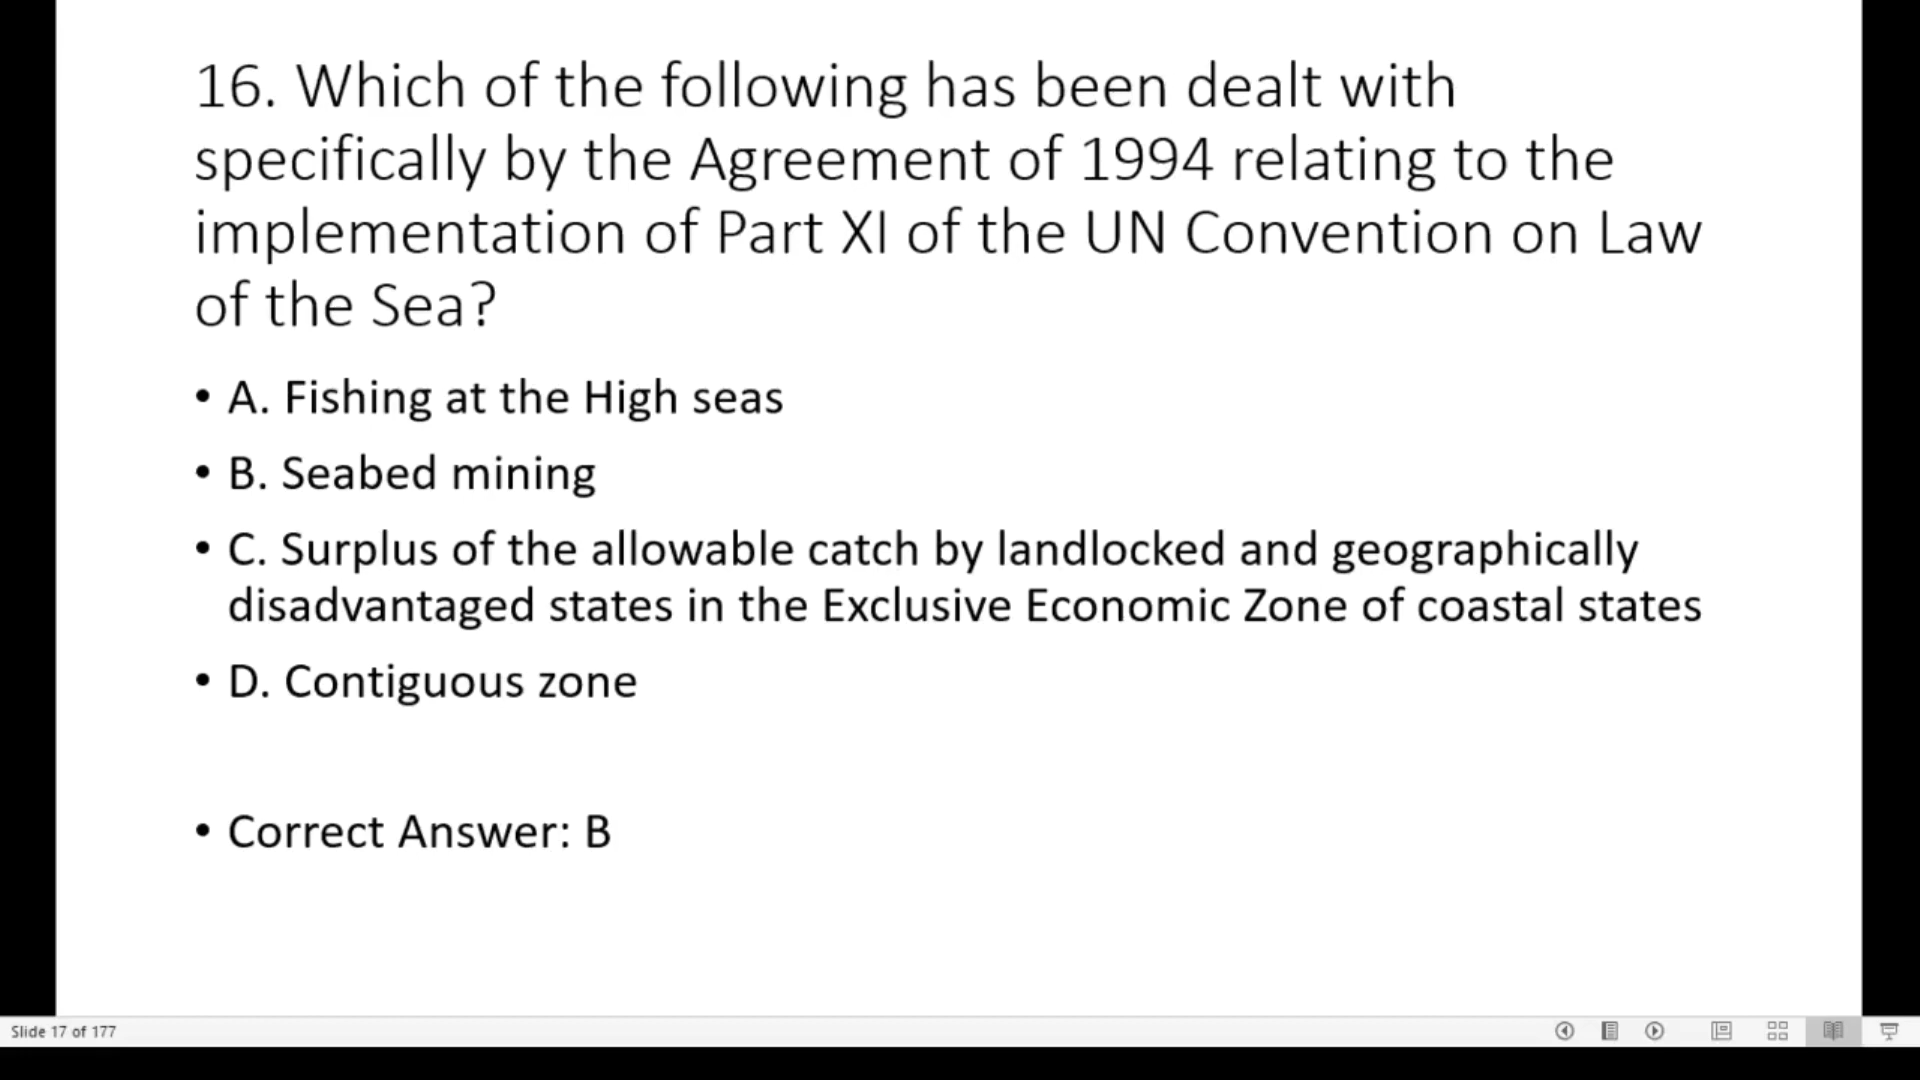 16. Which of the following has been dealt with
specifically by the Agreement of 1994 relating to the
implementation of Part XI of the UN Convention on Law
of the Sea?
• A. Fishing at the High seas
• B. Seabed mining
• C. Surplus of the allowable catch by landlocked and geographically
disadvantaged states in the Exclusive Economic Zone of coastal states
• D. Contiguous zone
• Correct Answer: B
Slide 17 of 177